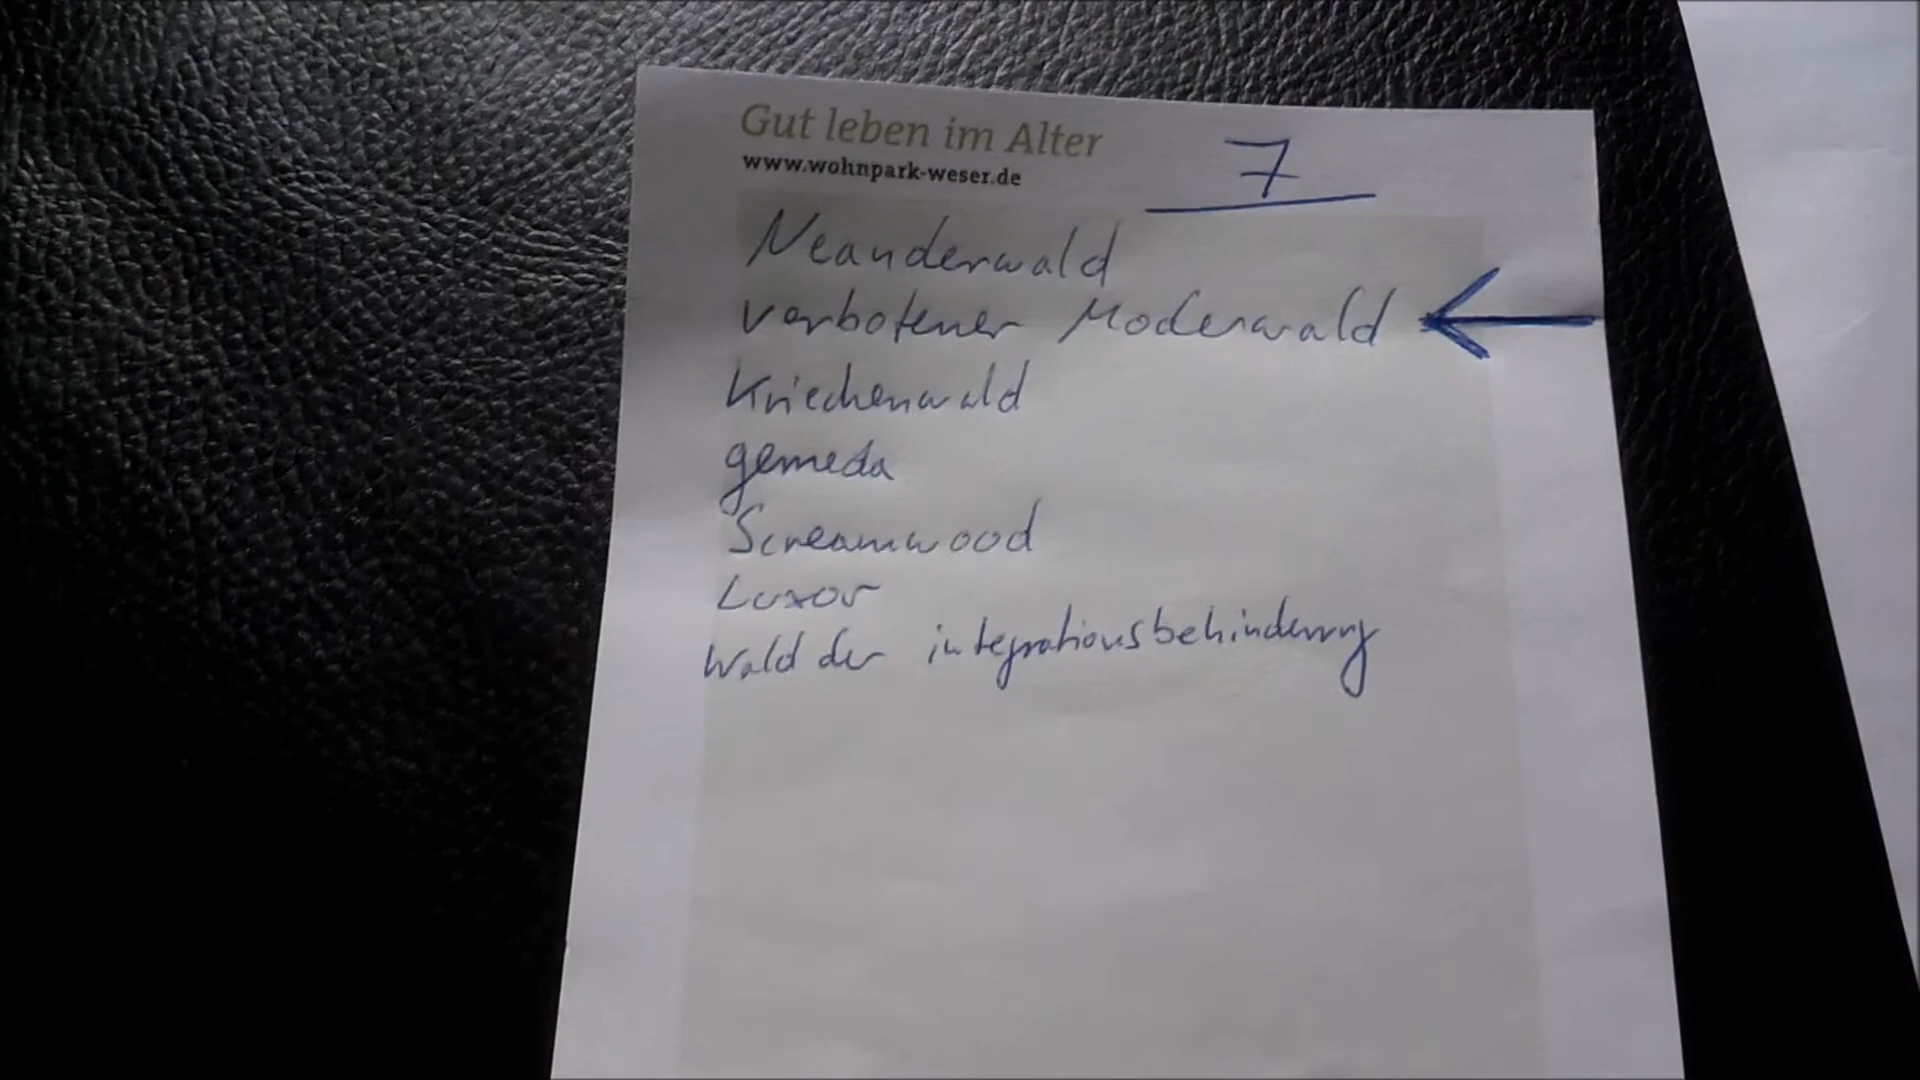 Gut leben im Alter
www.wohnpark-weser.de
7
Neanderwald
verbotener Moderwald
Kriechenwald
gemeda
Screamwood
Luxor
Wald der integrationsbehinderung